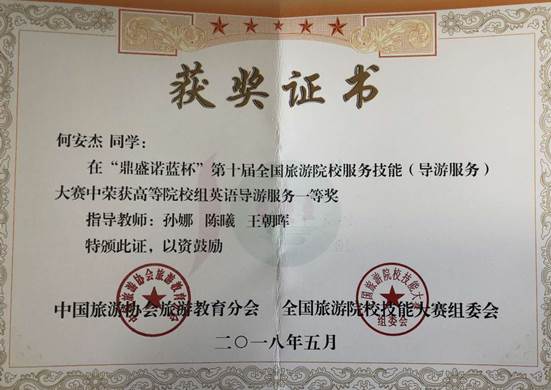 获奖证书
何安杰 同学：
在“鼎盛诺蓝杯”第十届全国旅游院校服务技能（导游服务）
大赛中荣获高等院校组英语导游服务一等奖
指导教师：孙娜 陈曦 王朝晖
特颁此证，以资鼓励
中国旅游协会旅游教育分会 全国旅游院校技能大赛组委会
组委会
二〇一八年五月